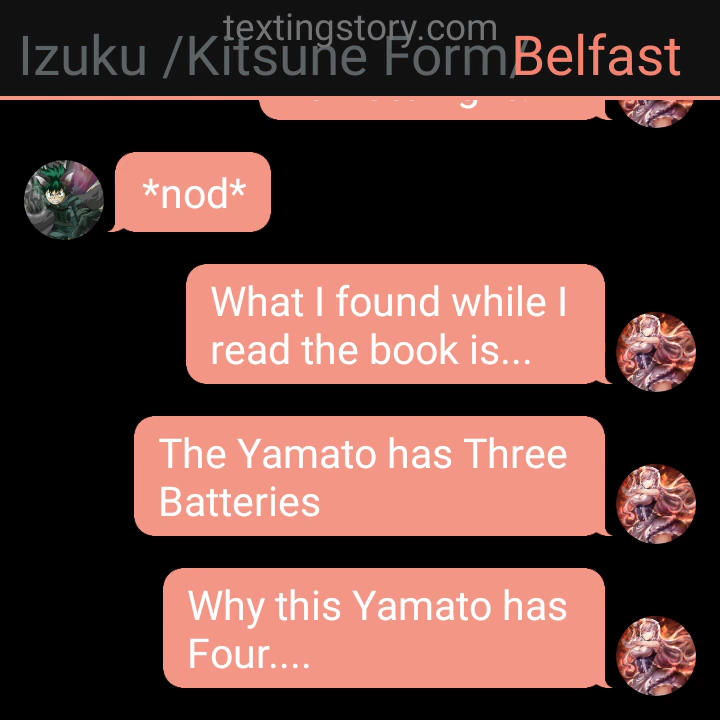 textingstory.com
Izuku /Kitsune Form/Belfast
*nod*
What I found while I
read the book is...
The Yamato has Three
Batteries
Why this Yamato has
Four....